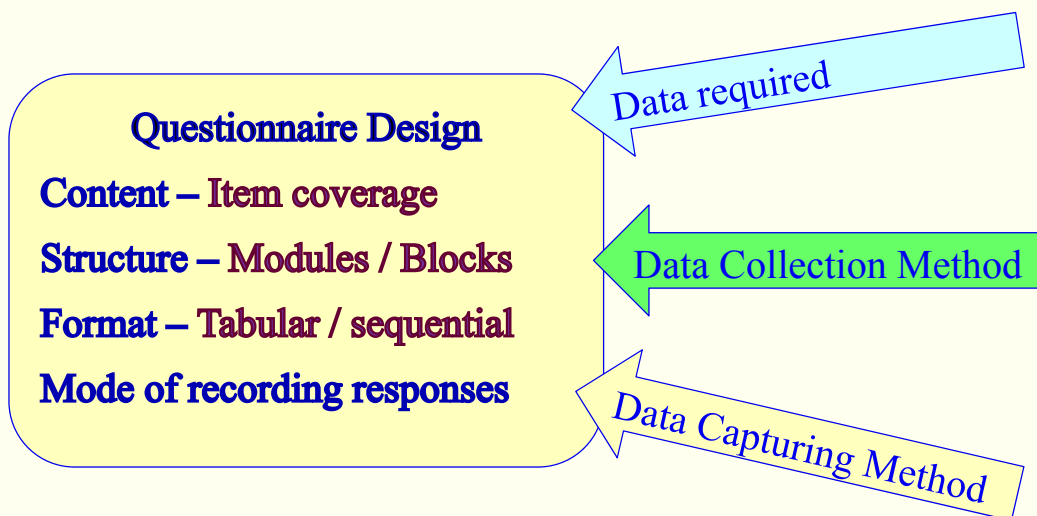 Questionnaire Design
Content – Item coverage
Structure – Modules / Blocks
Format – Tabular / sequential
Mode of recording responses
Data required
Data Collection Method
Data Capturing Method